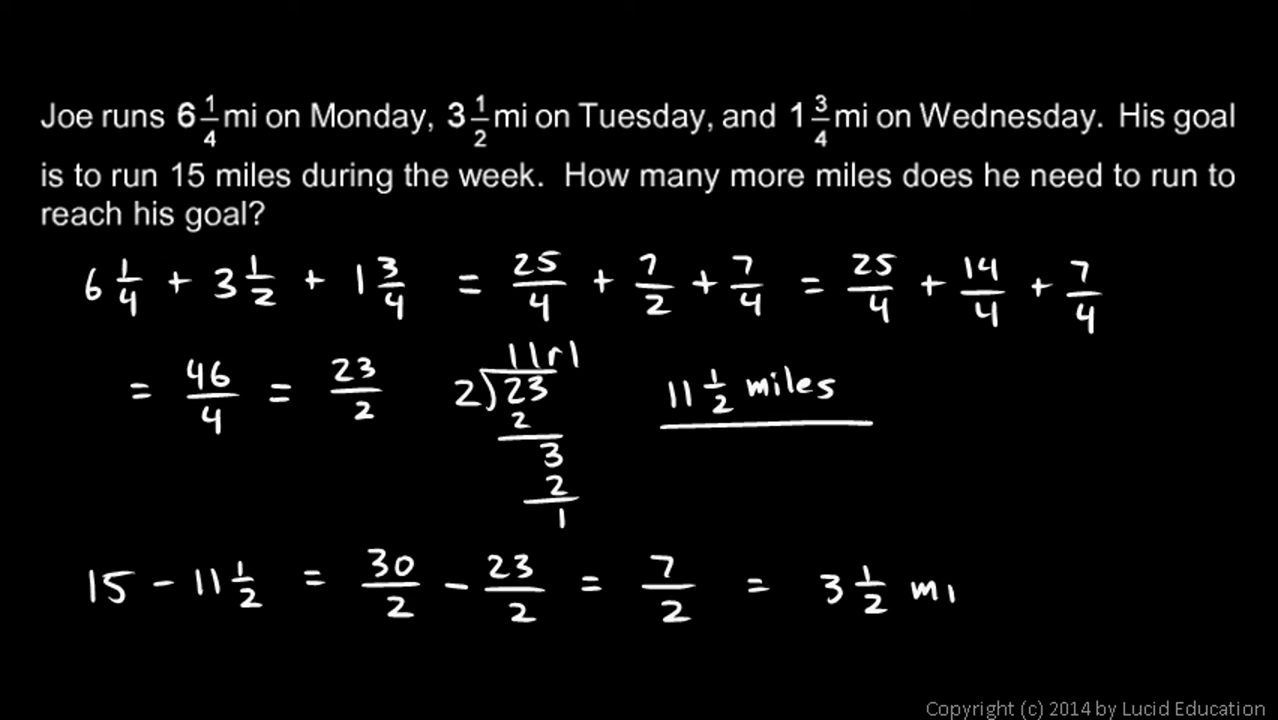 Joe runs 6 1/4 mi on Monday, 3 1/2 mi on Tuesday, and 1 3/4 mi on Wednesday. His goal
is to run 15 miles during the week. How many more miles does he need to run to
reach his goal?
6 1/4 + 3 1/2 + 1 3/4 = 25/4 + 7/2 + 7/4 = 25/4 + 14/4 + 7/4
= 46/4 = 23/2
11r1
2)23
2
3
2
1
11 1/2 miles
15 - 11 1/2 = 30/2 - 23/2 = 7/2 = 3 1/2 mi
Copyright (c) 2014 by Lucid Education